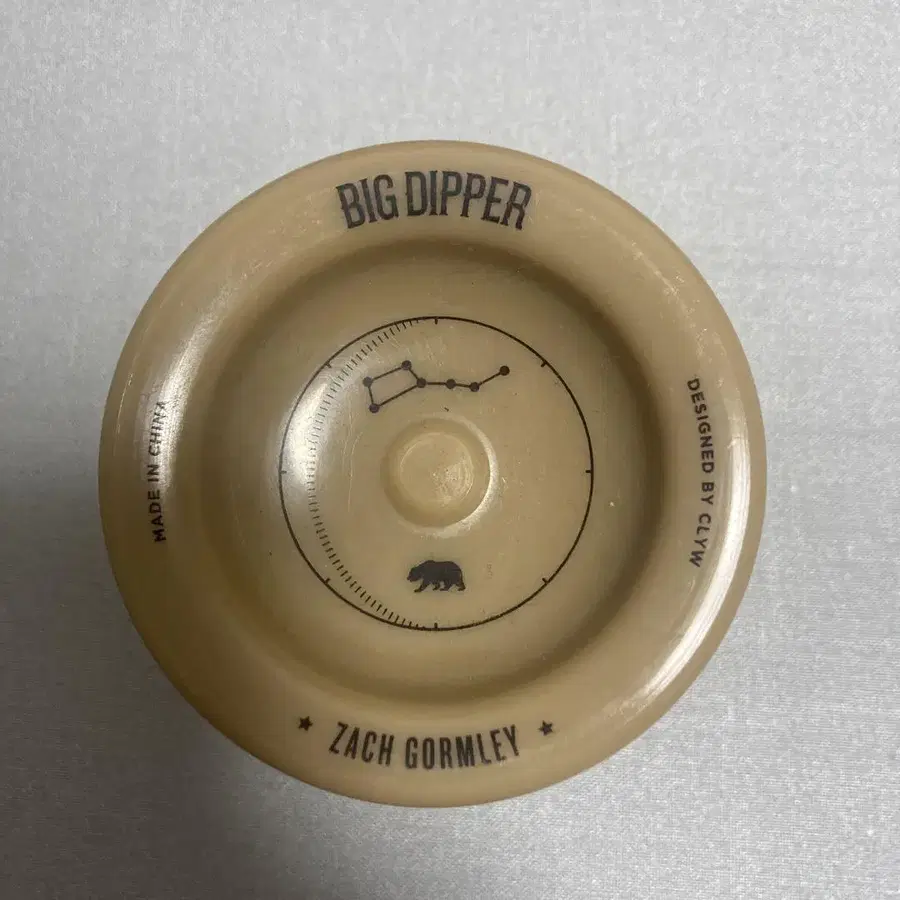 BIG DIPPER
MADE IN CHINA
DESIGNED BY CLYW
ZACH GORMLEY